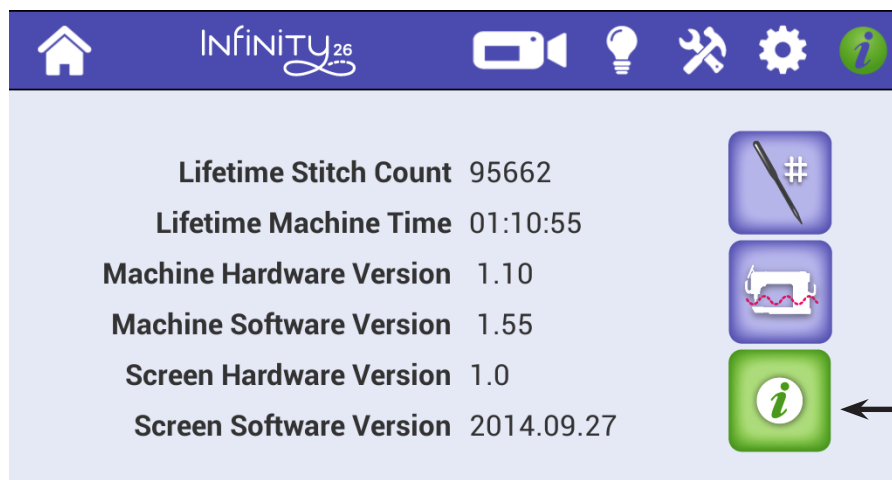 INfiNiTy 26
i
Lifetime Stitch Count 95662
#
Lifetime Machine Time 01:10:55
Machine Hardware Version 1.10
Machine Software Version 1.55
Screen Hardware Version 1.0
i
Screen Software Version 2014.09.27